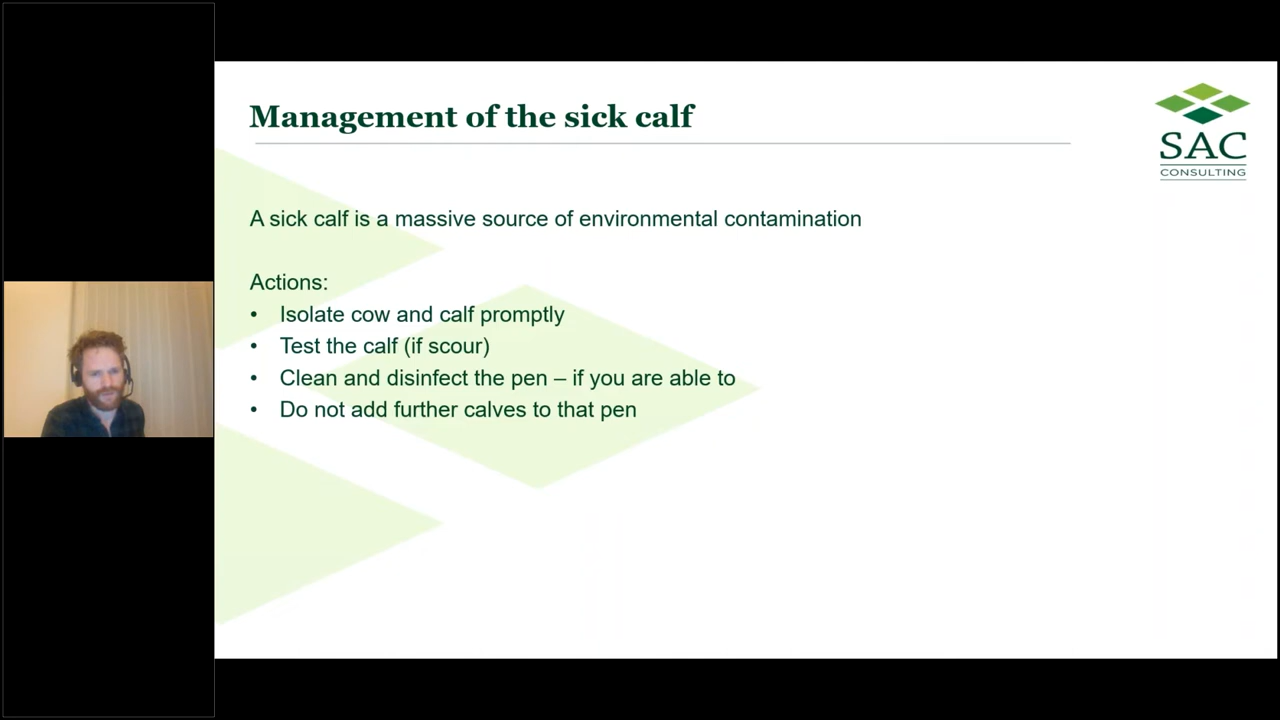 Management of the sick calf
SAC
CONSULTING
A sick calf is a massive source of environmental contamination
Actions:
• Isolate cow and calf promptly
• Test the calf (if scour)
• Clean and disinfect the pen – if you are able to
• Do not add further calves to that pen